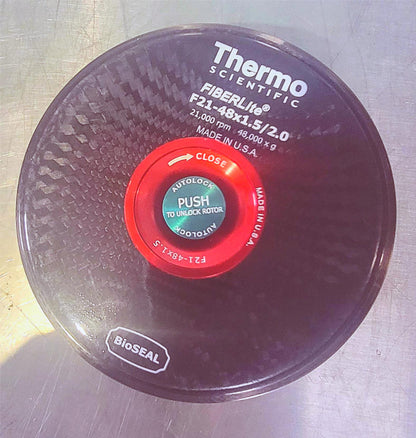 Thermo
SCIENTIFIC
FIBERLite®
F21-48x1.5/2.0
21,000 rpm 48,000 x g
MADE IN U.S.A.
CLOSE
AUTOLOCK
PUSH
TO UNLOCK ROTOR
AUTOLOCK
MADE IN U.S.A.
F21-48x1.5
BioSEAL